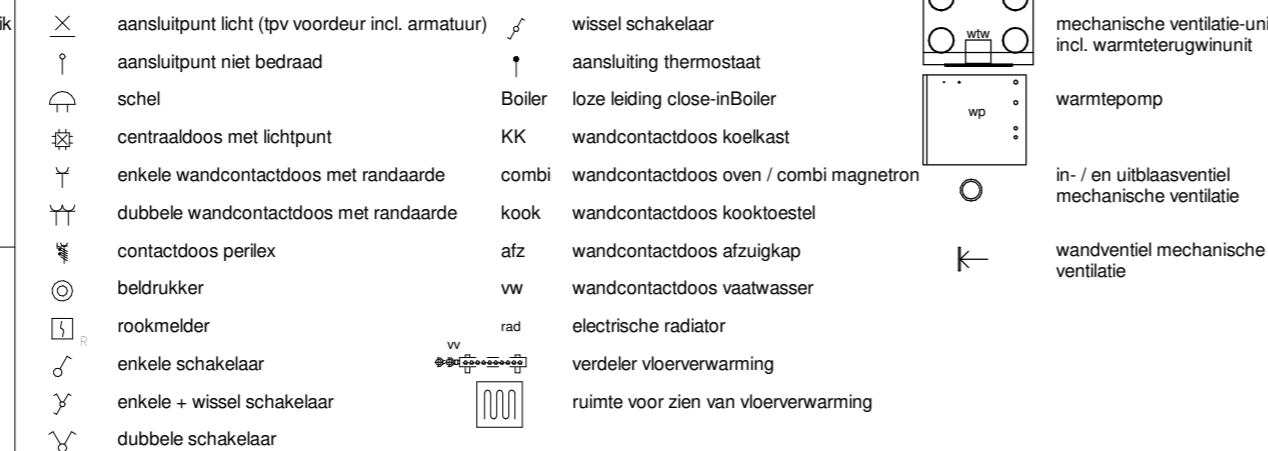 ik
aansluitpunt licht (tpv voordeur incl. armatuur)
aansluitpunt niet bedraad
schel
centraaldoos met lichtpunt
enkele wandcontactdoos met randaarde
dubbele wandcontactdoos met randaarde
contactdoos perilex
beldrukker
R
rookmelder
enkele schakelaar
enkele + wissel schakelaar
dubbele schakelaar
wissel schakelaar
aansluiting thermostaat
Boiler loze leiding close-inBoiler
KK wandcontactdoos koelkast
combi wandcontactdoos oven / combi magnetron
kook wandcontactdoos kooktoestel
afz wandcontactdoos afzuigkap
vw wandcontactdoos vaatwasser
rad electrische radiator
vv
verdeler vloerverwarming
ruimte voor zien van vloerverwarming
wtw
mechanische ventilatie-uni
incl. warmteterugwinunit
wp
warmtepomp
in- / en uitblaasventiel
mechanische ventilatie
wandventiel mechanische
ventilatie